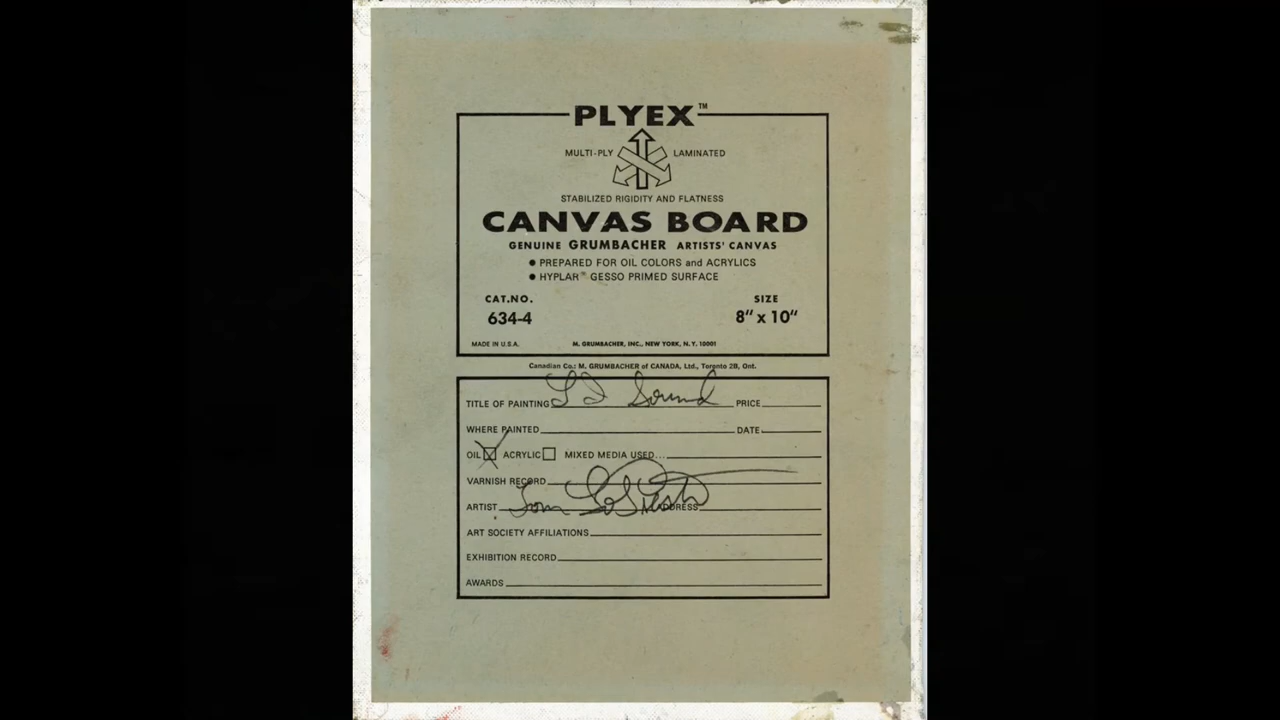 PLYEX™
MULTI-PLY LAMINATED
STABILIZED RIGIDITY AND FLATNESS
CANVAS BOARD
GENUINE GRUMBACHER ARTISTS' CANVAS
● PREPARED FOR OIL COLORS and ACRYLICS
● HYPLAR® GESSO PRIMED SURFACE
CAT.NO. SIZE
634-4 8" x 10"
MADE IN U.S.A. M. GRUMBACHER, INC., NEW YORK, N. Y. 10001
Canadian Co.: M. GRUMBACHER of CANADA, Ltd., Toronto 2B, Ont.
TITLE OF PAINTING Sound PRICE
WHERE PAINTED DATE
OIL ACRYLIC MIXED MEDIA USED...
VARNISH RECORD
ARTIST Tom ADDRESS
ART SOCIETY AFFILIATIONS
EXHIBITION RECORD
AWARDS